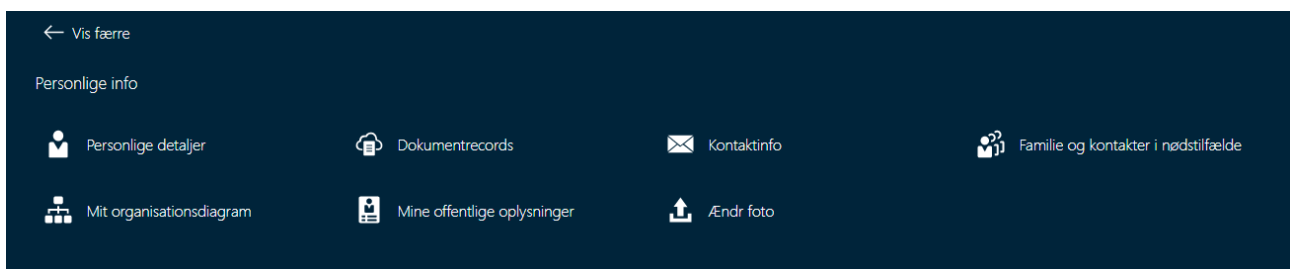 Vis færre
Personlige info
Personlige detaljer
Dokumentrecords
Kontaktinfo
Familie og kontakter i nødstilfælde
Mit organisationsdiagram
Mine offentlige oplysninger
Ændr foto